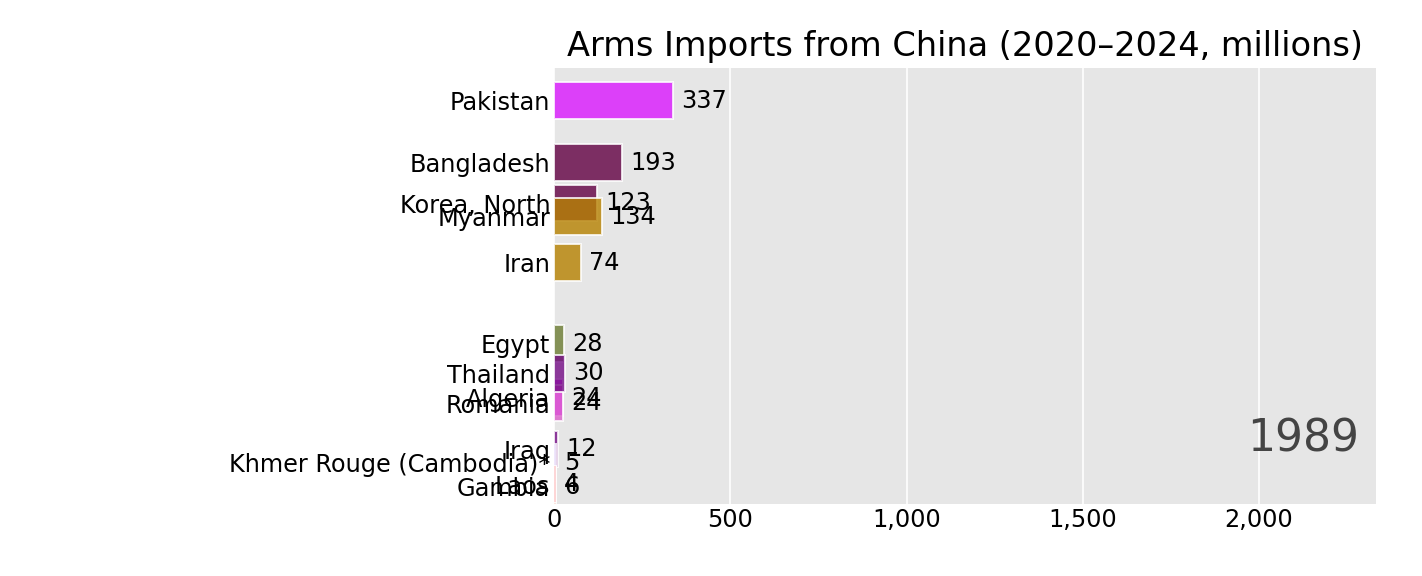 Arms Imports from China (2020–2024, millions)
Pakistan 337
Bangladesh 193
Korea, North 123
Myanmar 134
Iran 74
Egypt 28
Thailand 30
Algeria 24
Romania 24
Iraq 12
1989
Khmer Rouge (Cambodia)* 5
Laos 4
Gambia 6
0 500 1,000 1,500 2,000